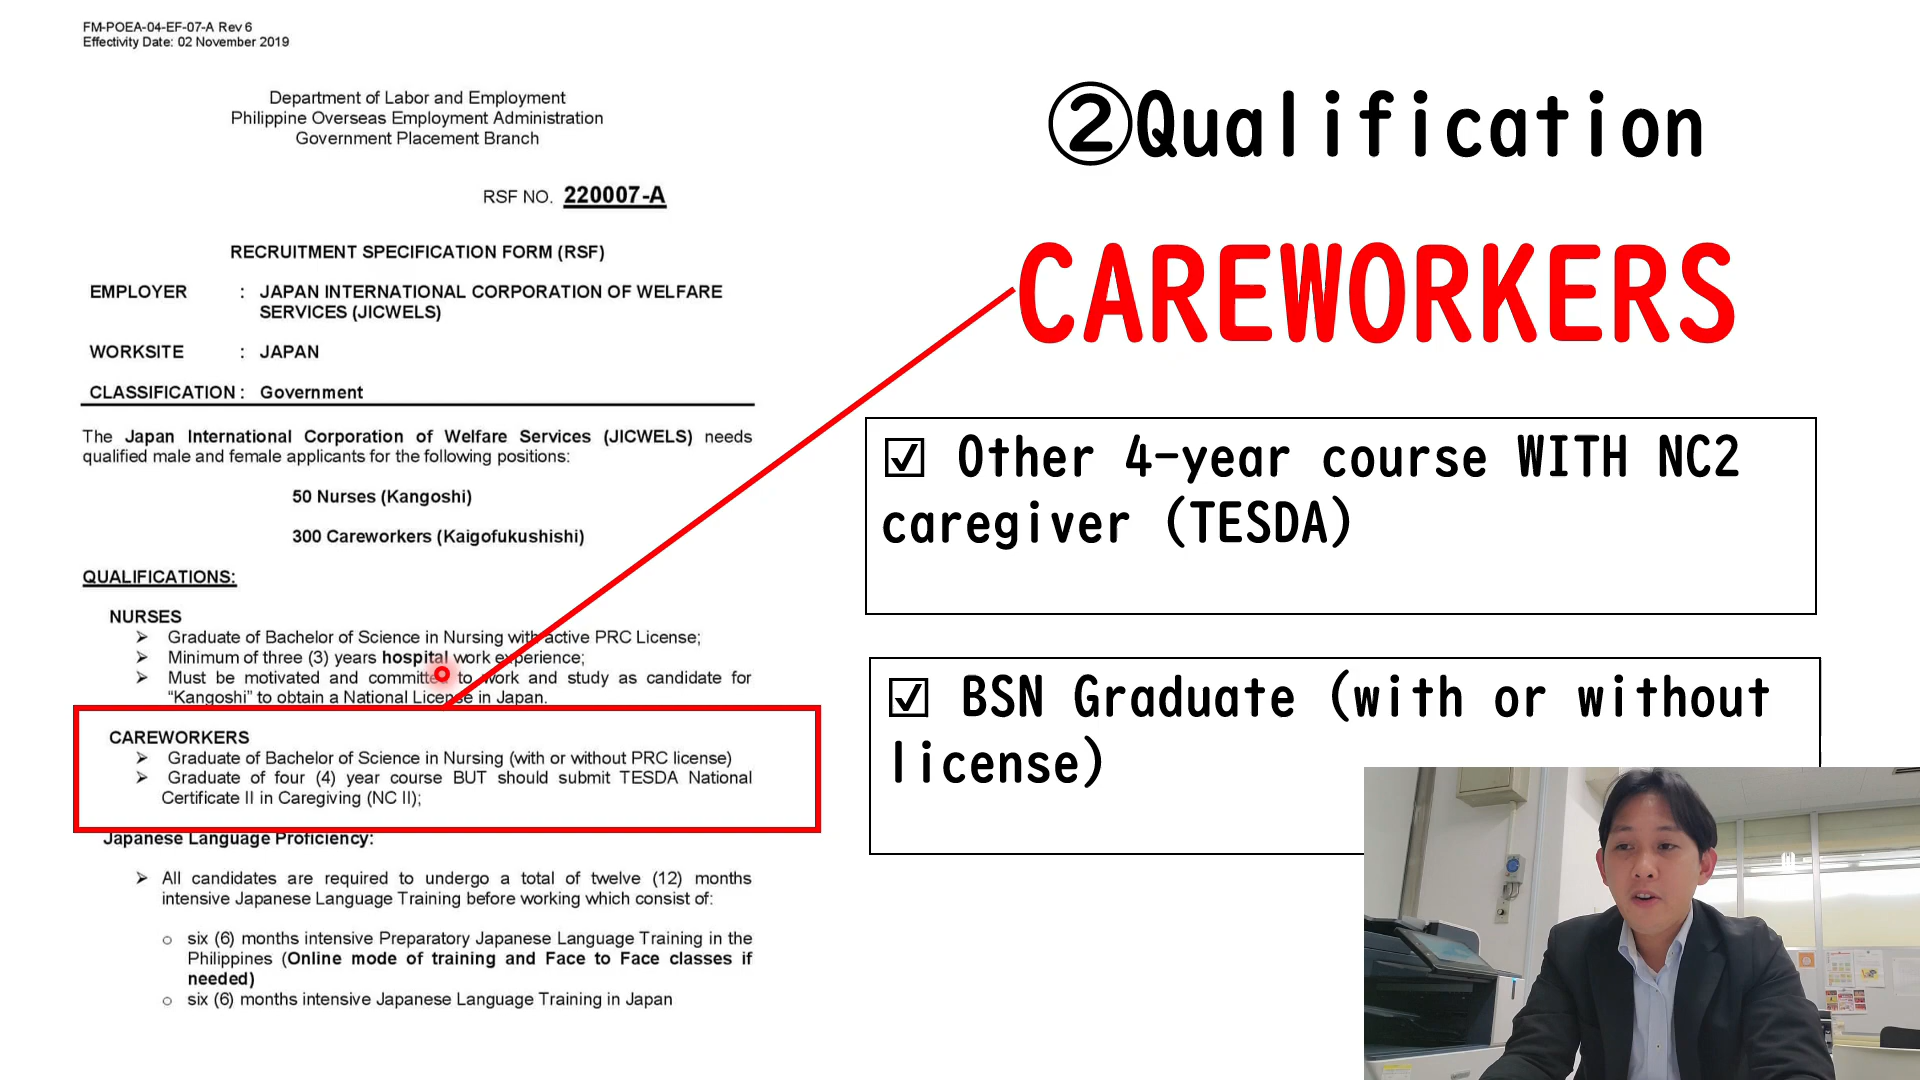 FM-POEA-04-EF-07-A Rev 6
Effectivity Date: 02 November 2019
Department of Labor and Employment
Philippine Overseas Employment Administration
Government Placement Branch
RSF NO. 220007-A
RECRUITMENT SPECIFICATION FORM (RSF)
EMPLOYER : JAPAN INTERNATIONAL CORPORATION OF WELFARE
SERVICES (JICWELS)
WORKSITE : JAPAN
CLASSIFICATION : Government
The Japan International Corporation of Welfare Services (JICWELS) needs
qualified male and female applicants for the following positions:
50 Nurses (Kangoshi)
300 Careworkers (Kaigofukushishi)
QUALIFICATIONS:
NURSES
➢ Graduate of Bachelor of Science in Nursing with active PRC License;
➢ Minimum of three (3) years hospital work experience;
➢ Must be motivated and committed to work and study as candidate for
“Kangoshi” to obtain a National License in Japan.
CAREWORKERS
➢ Graduate of Bachelor of Science in Nursing (with or without PRC license)
➢ Graduate of four (4) year course BUT should submit TESDA National
Certificate II in Caregiving (NC II);
Japanese Language Proficiency:
➢ All candidates are required to undergo a total of twelve (12) months
intensive Japanese Language Training before working which consist of:
o six (6) months intensive Preparatory Japanese Language Training in the
Philippines (Online mode of training and Face to Face classes if
needed)
o six (6) months intensive Japanese Language Training in Japan
②Qualification
CAREWORKERS
☑ Other 4-year course WITH NC2
caregiver (TESDA)
☑ BSN Graduate (with or without
license)